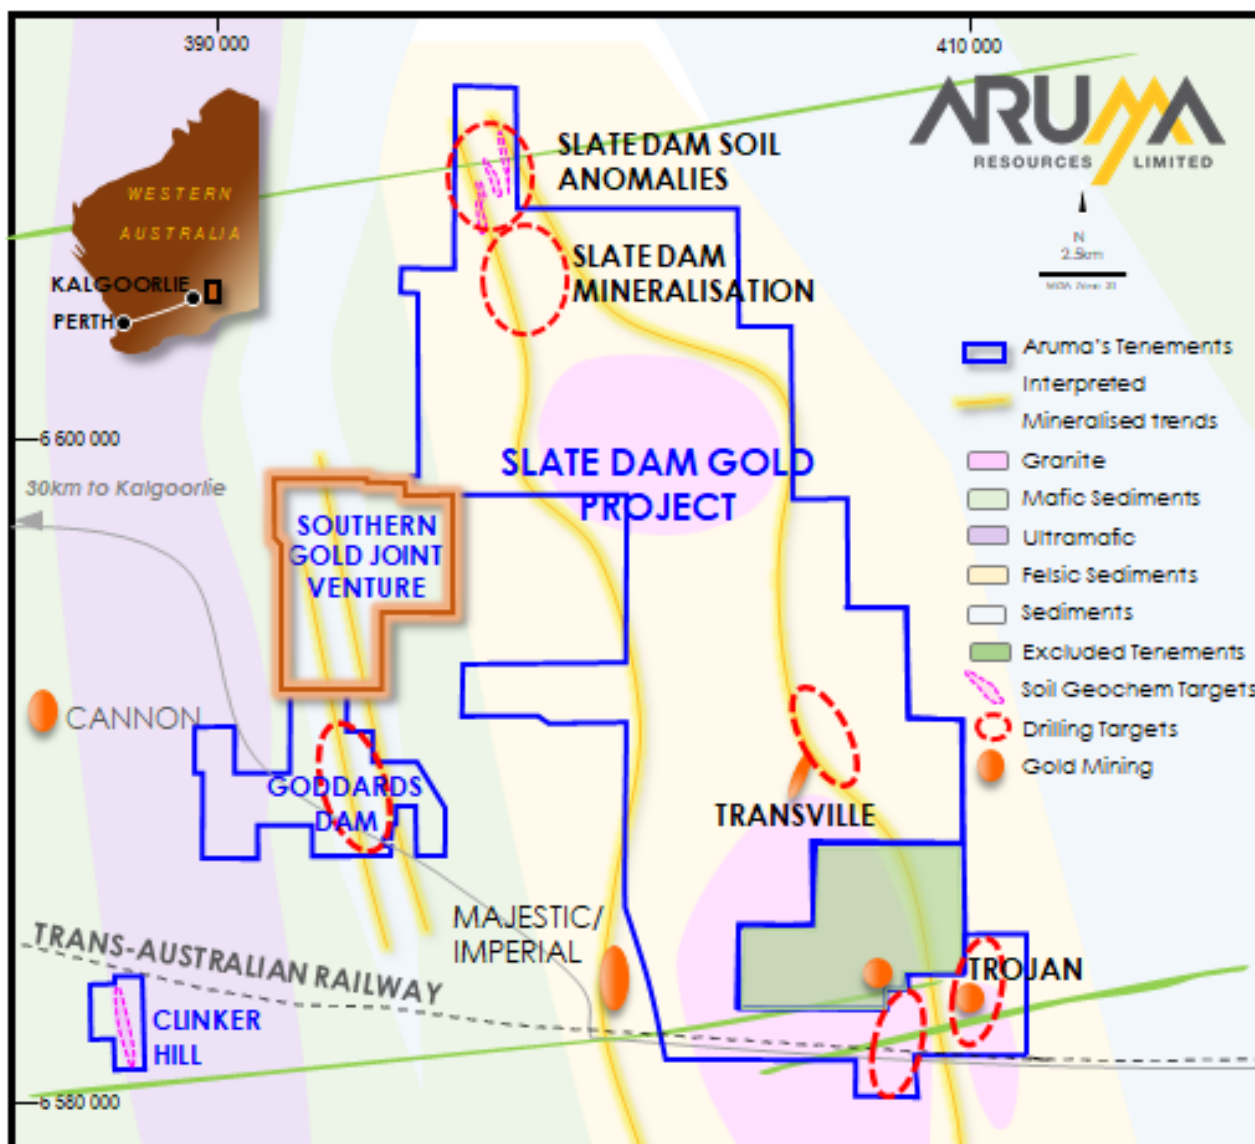 390 000
410 000
ARUMA
RESOURCES LIMITED
N
2.5km
WESTERN
AUSTRALIA
KALGOORLIE
PERTH
SLATE DAM SOIL
ANOMALIES
SLATE DAM
MINERALISATION
Aruma's Tenements
Interpreted
Mineralised trends
Granite
Mafic Sediments
Ultramafic
Felsic Sediments
Sediments
Excluded Tenements
Soil Geochem Targets
Drilling Targets
Gold Mining
6 600 000
30km to Kalgoorlie
SLATE DAM GOLD
PROJECT
SOUTHERN
GOLD JOINT
VENTURE
CANNON
GODDARDS
DAM
TRANSVILLE
MAJESTIC/
IMPERIAL
TROJAN
TRANS-AUSTRALIAN RAILWAY
CLINKER
HILL
6 580 000